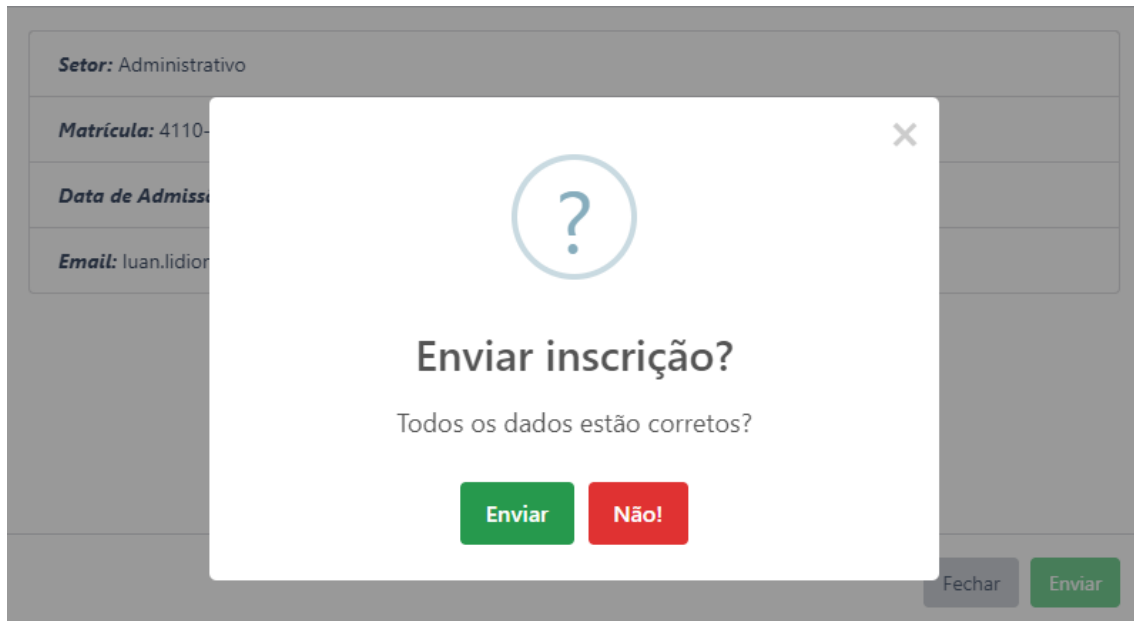 Setor: Administrativo
Matrícula: 4110-
Data de
Email: luan.lidior
?
Enviar inscrição?
Todos os dados estão corretos?
Enviar Não!
Fechar Enviar